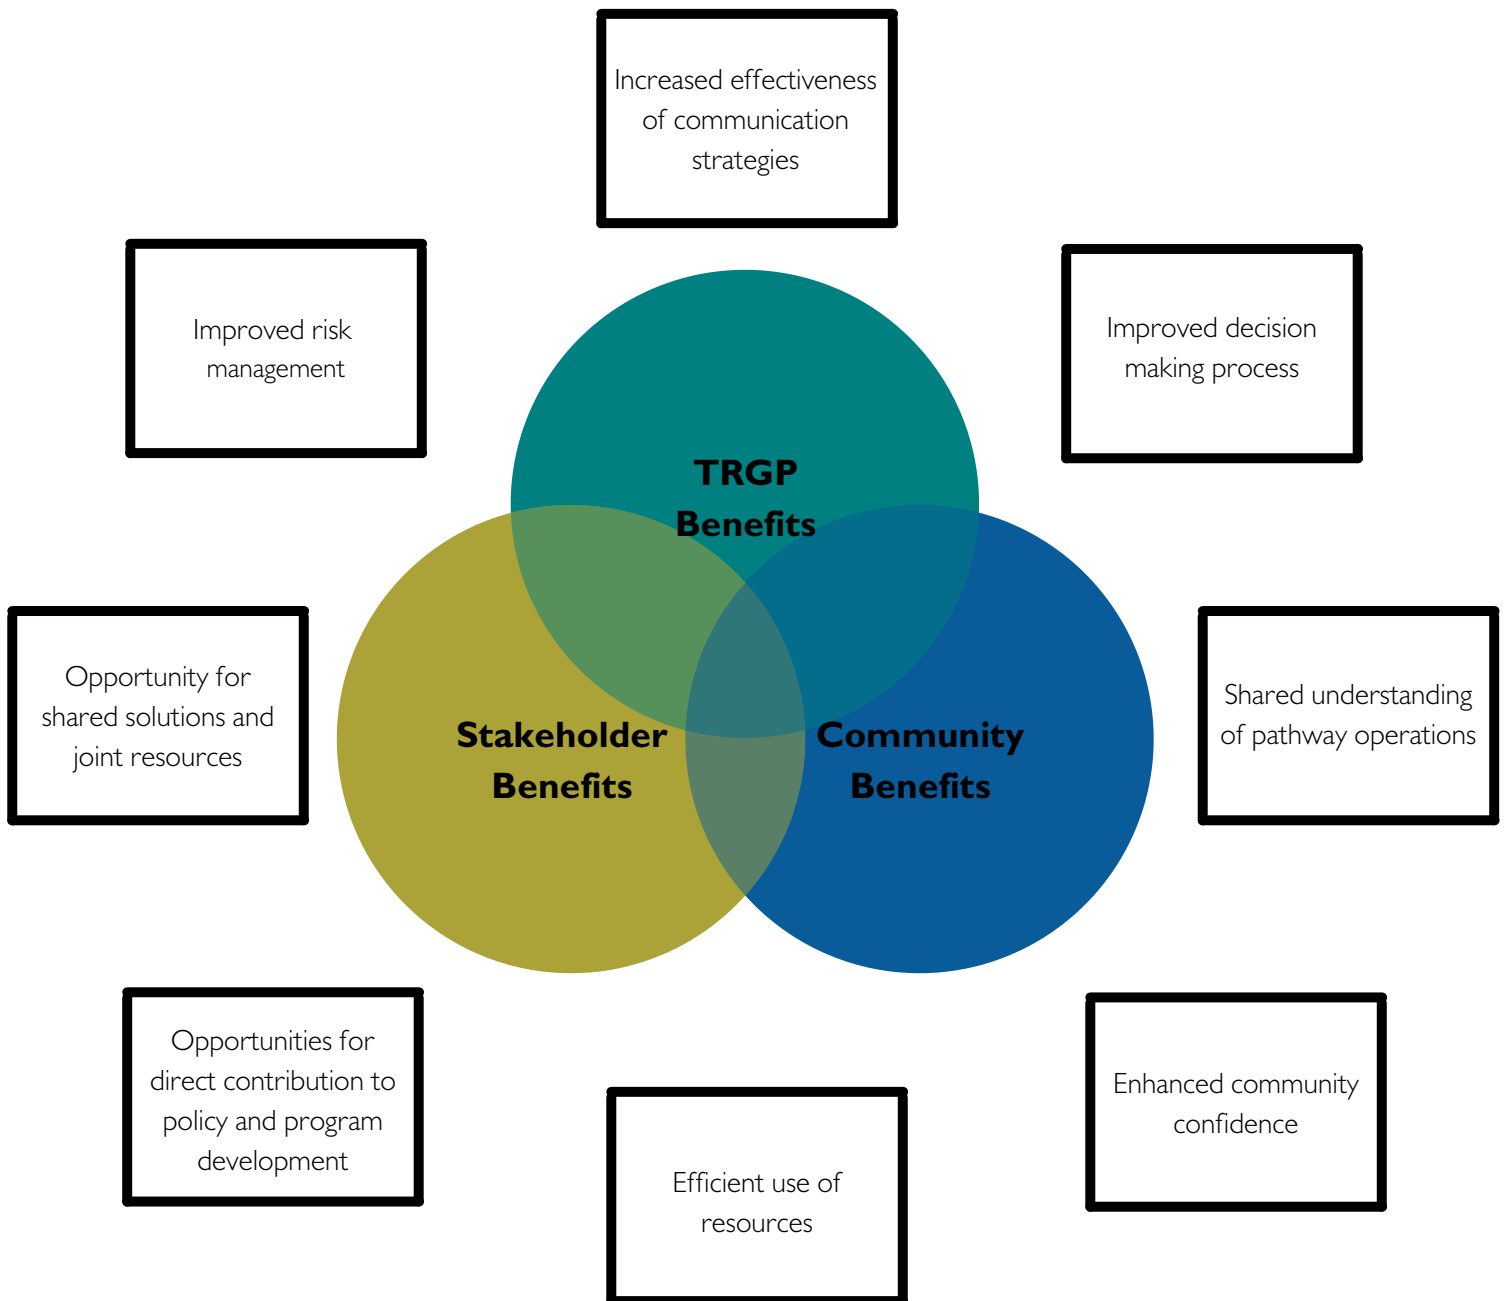 Increased effectiveness
of communication
strategies
Improved risk
management
Improved decision
making process
TRGP
Benefits
Opportunity for
shared solutions and
joint resources
Stakeholder
Benefits
Community
Benefits
Shared understanding
of pathway operations
Opportunities for
direct contribution to
policy and program
development
Efficient use of
resources
Enhanced community
confidence